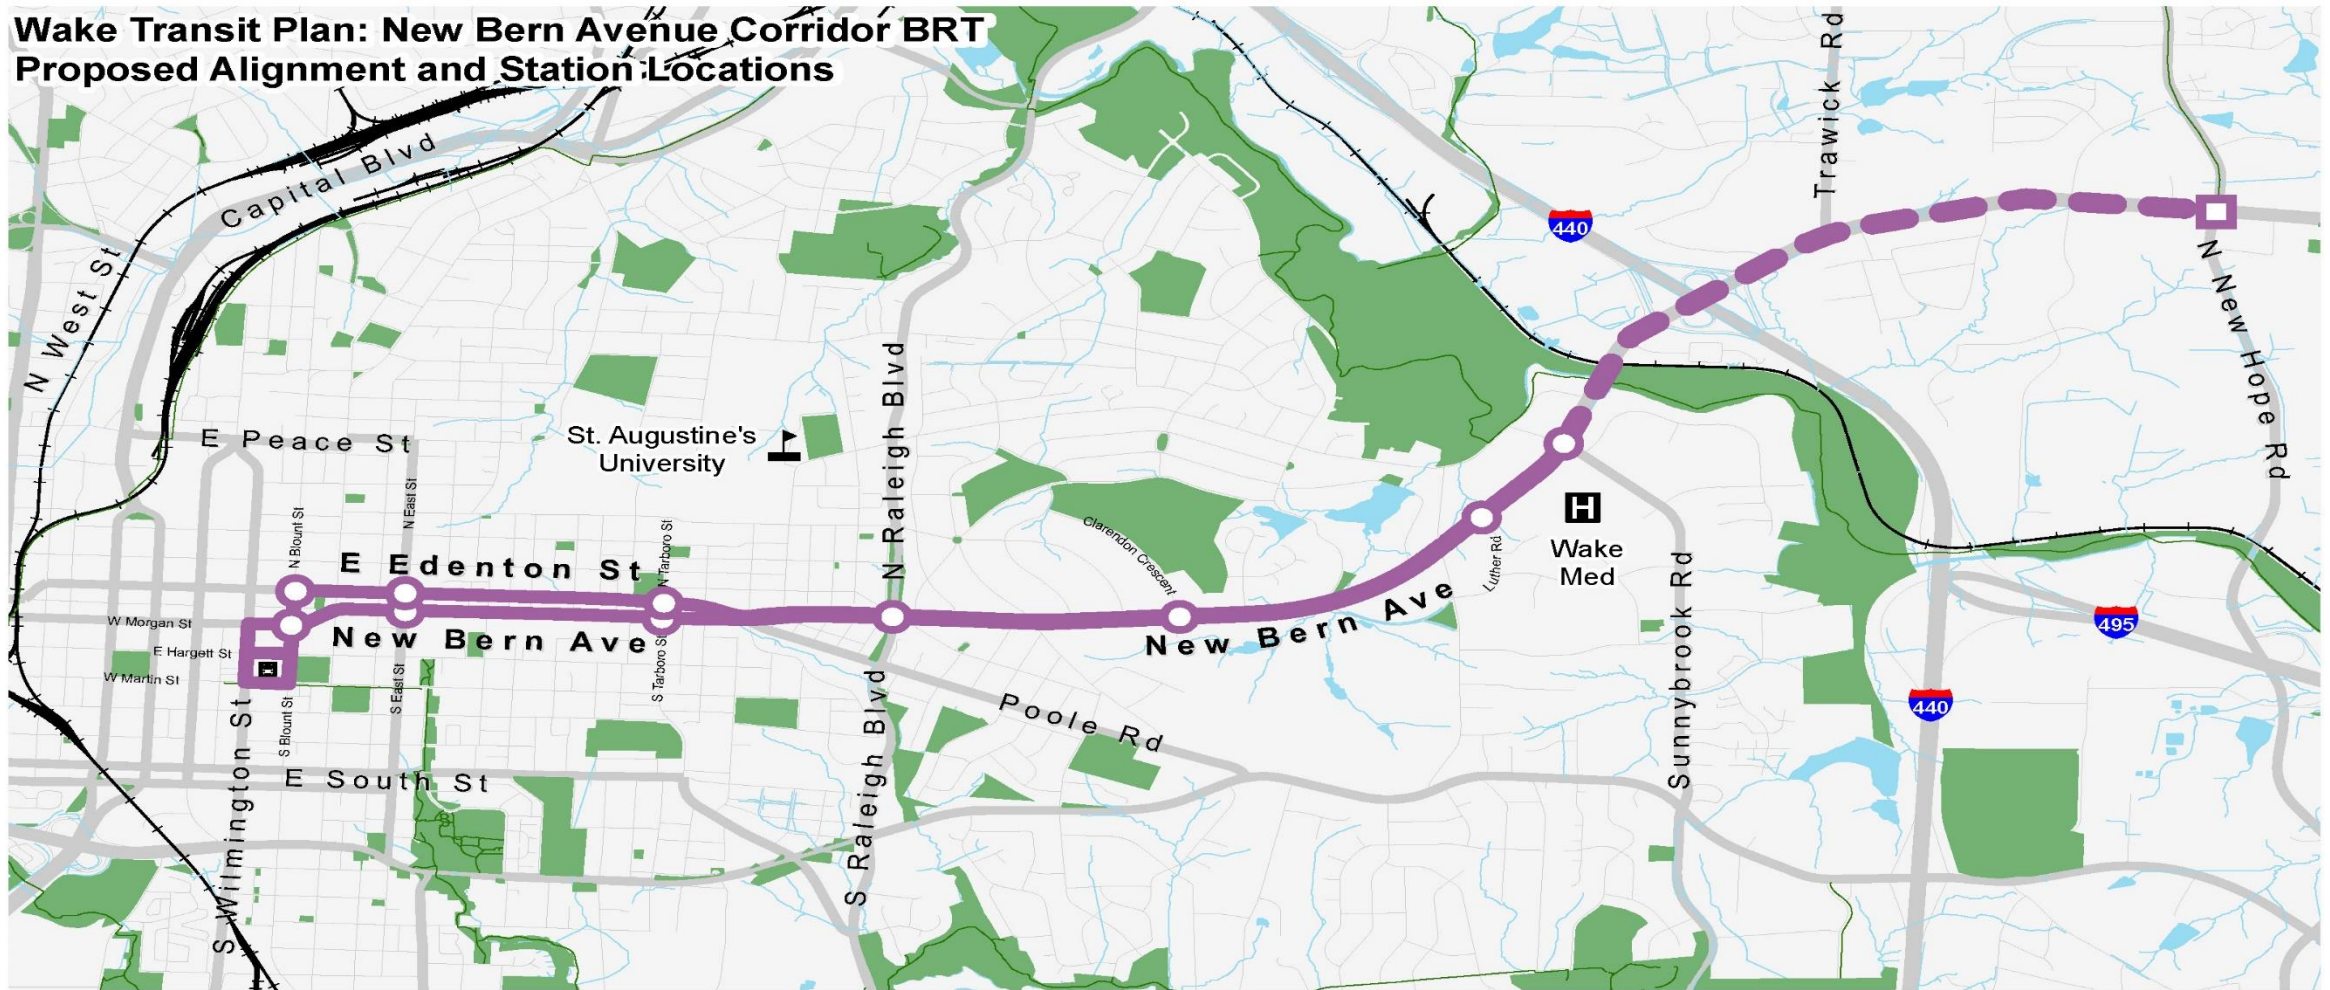 Wake Transit Plan: New Bern Avenue Corridor BRT
Proposed Alignment and Station Locations
Trawick Rd
Capital Blvd
440
N West St
N New Hope Rd
N Raleigh Blvd
E Peace St
St. Augustine's
University
N East St
N Blount St
N Tarboro St
Clarendon Crescent
H
Wake
Med
Luther Rd
E Edenton St
New Bern Ave
New Bern Ave
W Morgan St
E Hargett St
W Martin St
S Tarboro St
S East St
S Blount St
Sunnybrook Rd
495
440
Poole Rd
S Raleigh Blvd
S Wilmington St
E South St